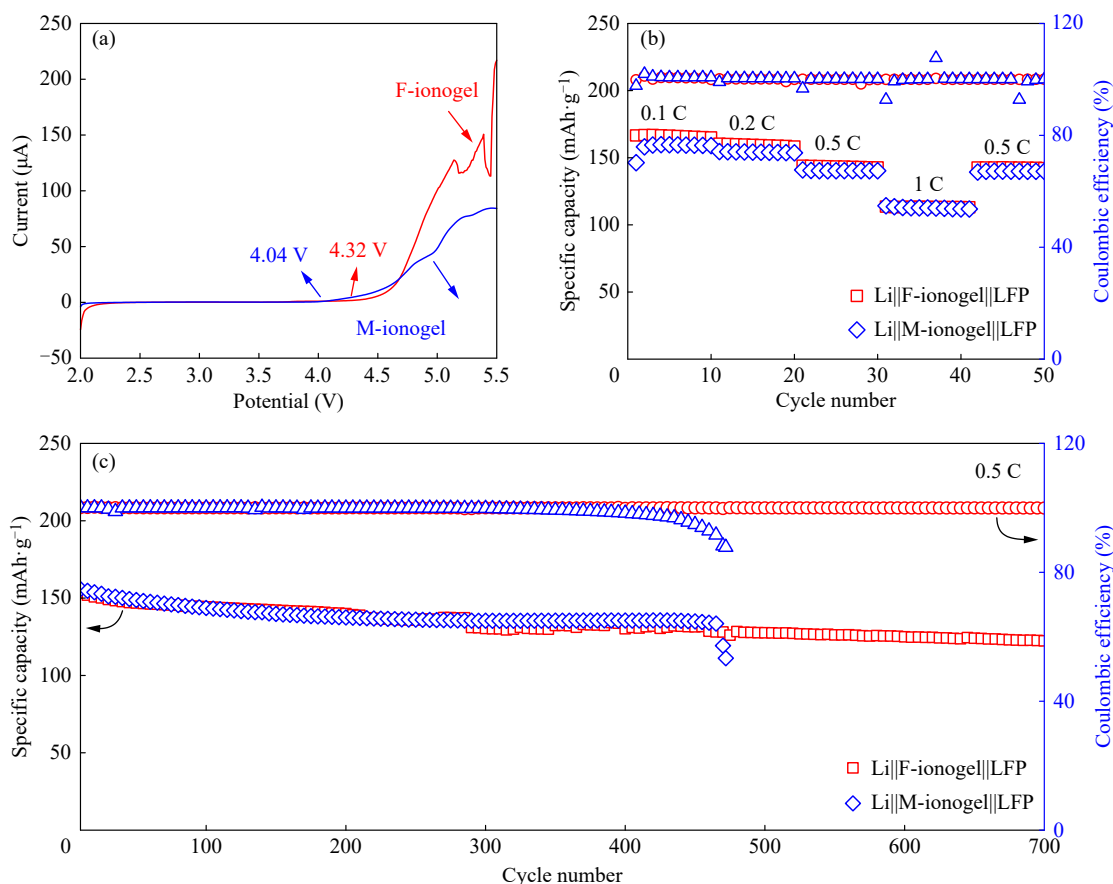 (a)
250
200
150
100
50
0
−50
Current (μA)
F-ionogel
4.04 V
4.32 V
M-ionogel
2.0 2.5 3.0 3.5 4.0 4.5 5.0 5.5
Potential (V)
(b)
250
200
150
100
50
Specific capacity (mAh·g⁻¹)
0.1 C
0.2 C
0.5 C
1 C
0.5 C
Li||F-ionogel||LFP
Li||M-ionogel||LFP
120
80
40
0
Coulombic efficiency (%)
0 10 20 30 40 50
Cycle number
(c)
250
200
150
100
50
Specific capacity (mAh·g⁻¹)
0.5 C
Li||F-ionogel||LFP
Li||M-ionogel||LFP
120
80
40
0
Coulombic efficiency (%)
0 100 200 300 400 500 600 700
Cycle number